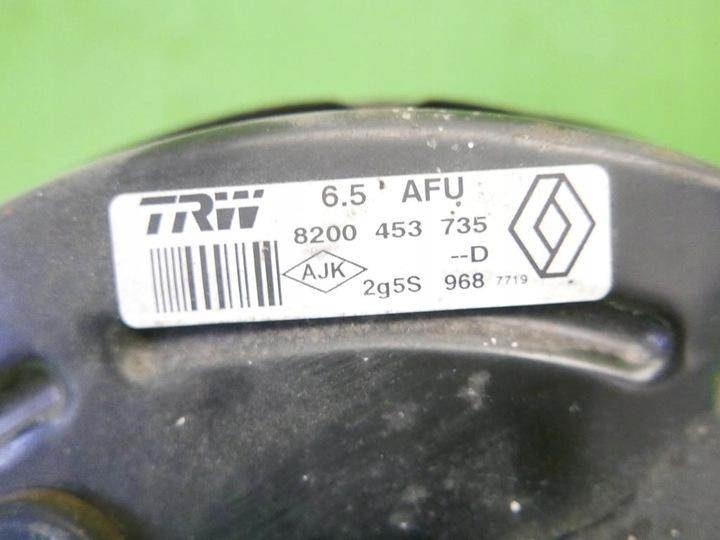 TRW 6.5 AFU
8200 453 735
--D
AJK
2g5S 968 7719